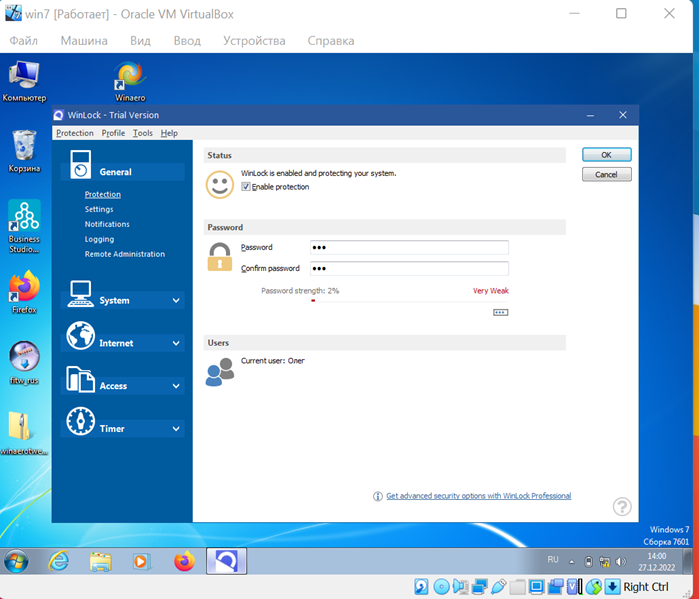 win7 [Работает] - Oracle VM VirtualBox
Файл Машина Вид Ввод Устройства Справка
Компьютер
Winaero
Корзина
Business
Studio...
Firefox
fitw_rus
winaerotwe...
WinLock - Trial Version
Protection Profile Tools Help
General
Protection
Settings
Notifications
Logging
Remote Administration
System
Internet
Access
Timer
Status
WinLock is enabled and protecting your system.
Enable protection
Password
Password
Confirm password
Password strength: 2% Very Weak
Users
Current user: Олег
Get advanced security options with WinLock Professional
OK
Cancel
Windows 7
Сборка 7601
RU
14:00
27.12.2022
Right Ctrl